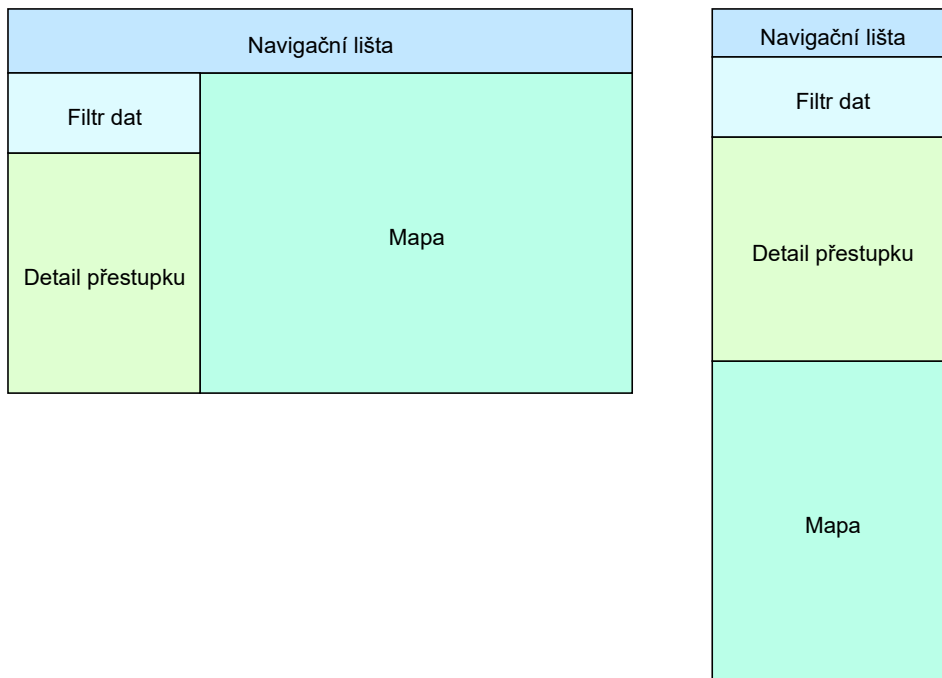 Navigační lišta
Filtr dat
Detail přestupku
Mapa
Navigační lišta
Filtr dat
Detail přestupku
Mapa